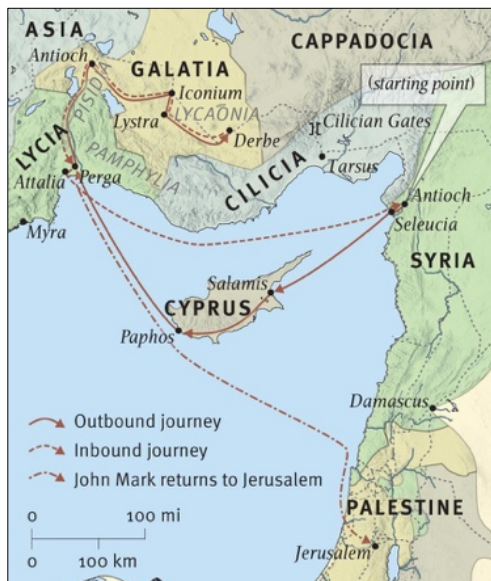 ASIA
CAPPADOCIA
Antioch
GALATIA
(starting point)
PISIDIA
Iconium
LYCAONIA
Lystra
Cilician Gates
Derbe
LYCIA
PAMPHYLIA
CILICIA
Tarsus
Attalia
Perga
Antioch
Seleucia
Myra
SYRIA
Salamis
CYPRUS
Paphos
Damascus
Outbound journey
Inbound journey
John Mark returns to Jerusalem
0 100 mi
0 100 km
PALESTINE
Jerusalem